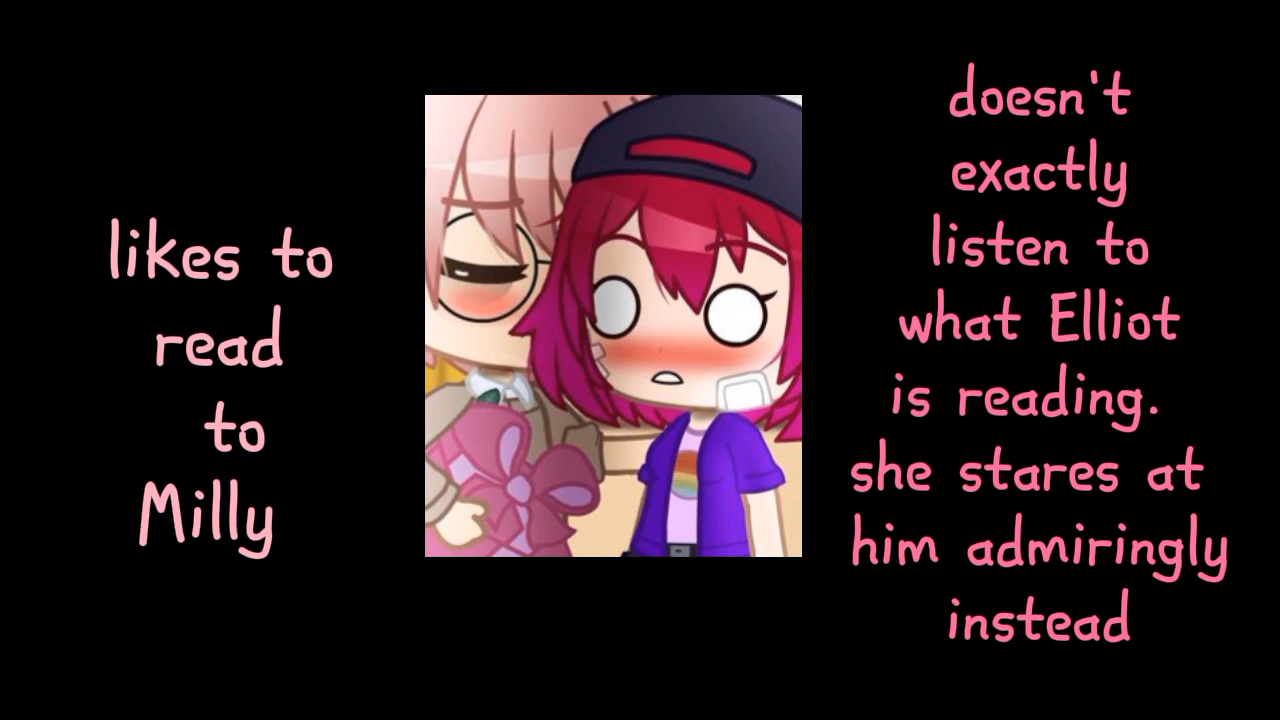 likes to
read
to
Milly
doesn't
exactly
listen to
what Elliot
is reading.
she stares at
him admiringly
instead